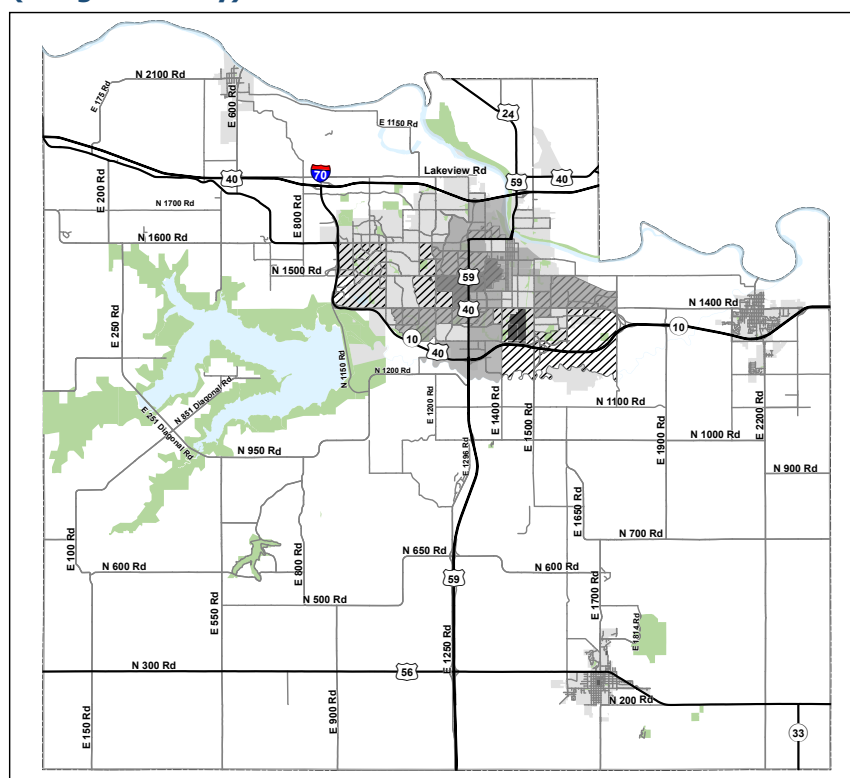 N 2100 Rd
E 175 Rd
E 600 Rd
E 1150 Rd
24
Lakeview Rd
70
40
59
40
E 200 Rd
N 1700 Rd
E 800 Rd
N 1600 Rd
N 1500 Rd
59
40
N 1400 Rd
E 250 Rd
10
40
10
N 1150 Rd
N 1200 Rd
N 851 Diagonal Rd
E 251 Diagonal Rd
E 1200 Rd
E 1400 Rd
E 1500 Rd
N 1100 Rd
E 1900 Rd
E 2200 Rd
N 1000 Rd
N 950 Rd
E 1296 Rd
N 900 Rd
E 1650 Rd
E 100 Rd
N 700 Rd
N 650 Rd
N 600 Rd
E 800 Rd
N 600 Rd
59
E 550 Rd
N 500 Rd
E 1700 Rd
E 1814 Rd
E 1250 Rd
N 300 Rd
56
N 200 Rd
E 150 Rd
E 900 Rd
33